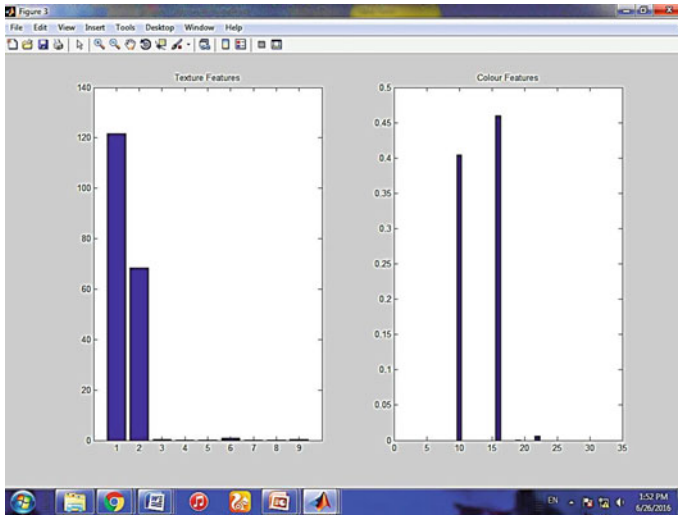 Figure 3
File Edit View Insert Tools Desktop Window Help
Texture Features
140
120
100
80
60
40
20
0
1 2 3 4 5 6 7 8 9
Colour Features
0.5
0.45
0.4
0.35
0.3
0.25
0.2
0.15
0.1
0.05
0
0 5 10 15 20 25 30 35
EN
1:52 PM
6/26/2016